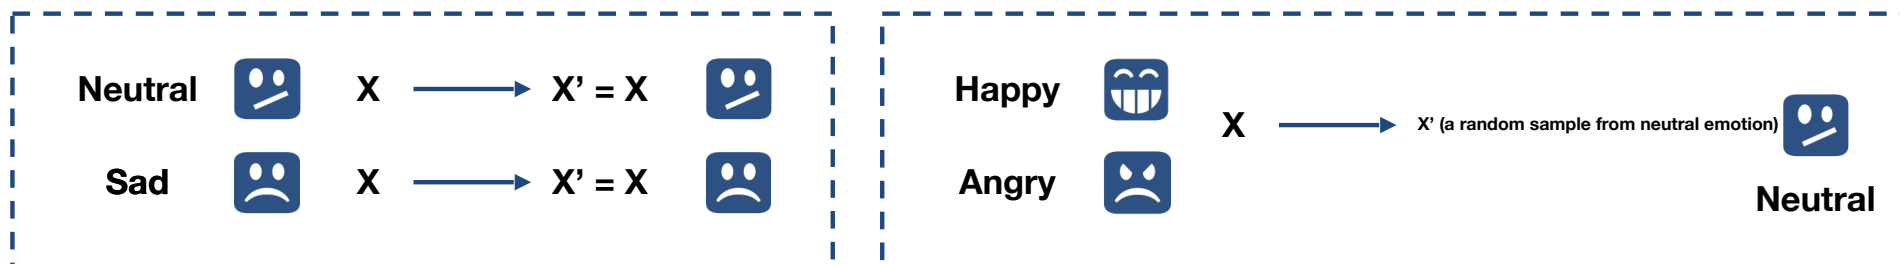 Neutral X X’ = X
Sad X X’ = X
Happy
Angry
X X’ (a random sample from neutral emotion)
Neutral